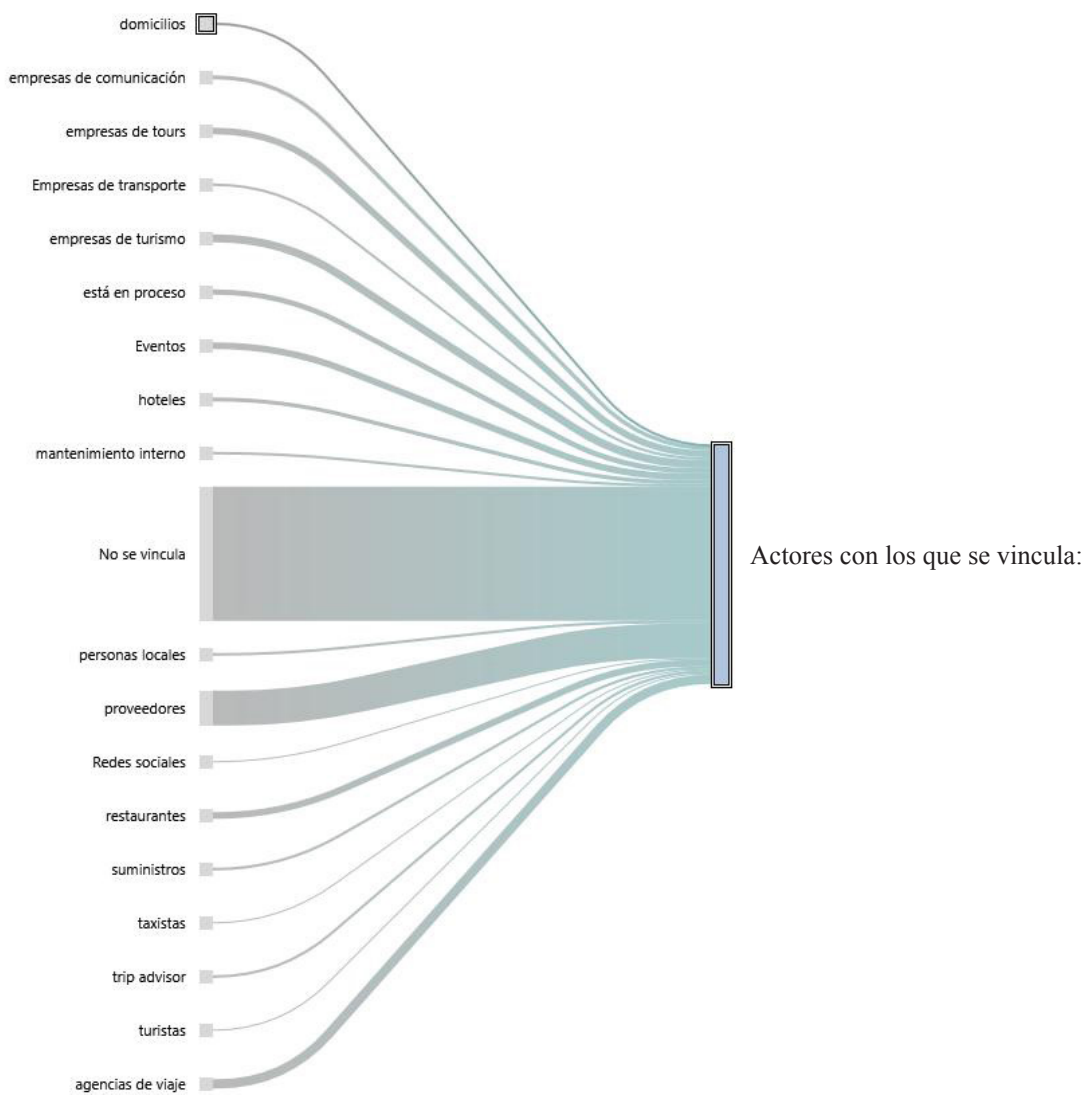 domicilios
empresas de comunicación
empresas de tours
Empresas de transporte
empresas de turismo
está en proceso
Eventos
hoteles
mantenimiento interno
No se vincula
Actores con los que se vincula:
personas locales
proveedores
Redes sociales
restaurantes
suministros
taxistas
trip advisor
turistas
agencias de viaje